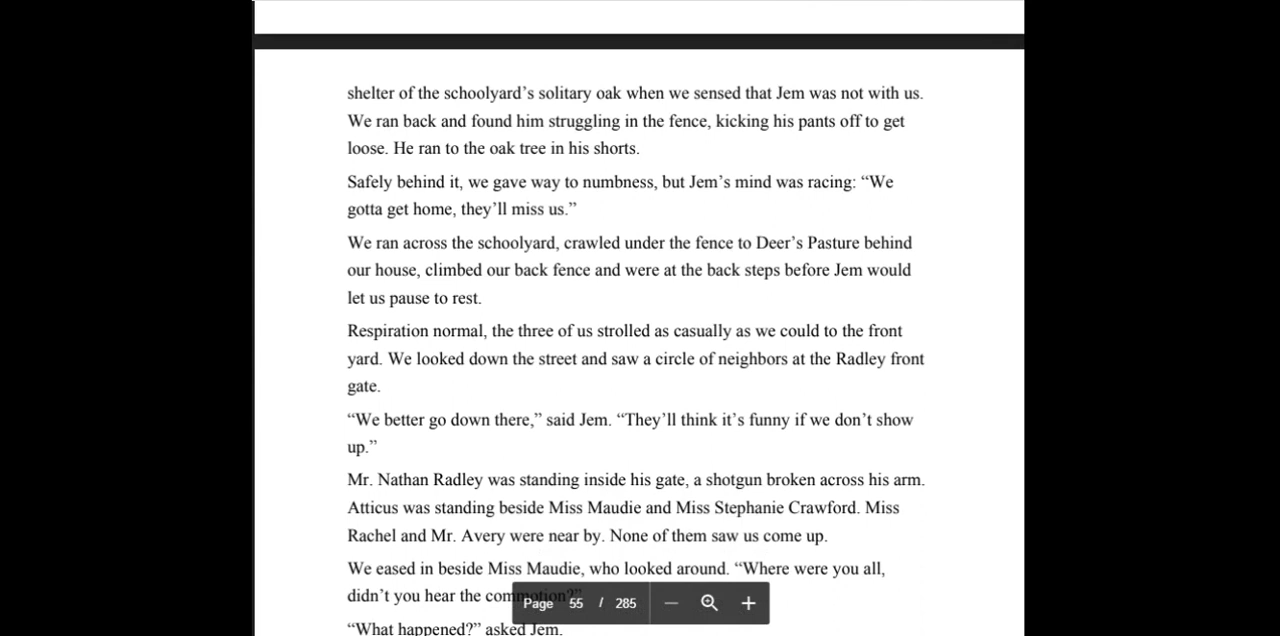 shelter of the schoolyard’s solitary oak when we sensed that Jem was not with us.
We ran back and found him struggling in the fence, kicking his pants off to get
loose. He ran to the oak tree in his shorts.
Safely behind it, we gave way to numbness, but Jem’s mind was racing: “We
gotta get home, they’ll miss us.”
We ran across the schoolyard, crawled under the fence to Deer’s Pasture behind
our house, climbed our back fence and were at the back steps before Jem would
let us pause to rest.
Respiration normal, the three of us strolled as casually as we could to the front
yard. We looked down the street and saw a circle of neighbors at the Radley front
gate.
“We better go down there,” said Jem. “They’ll think it’s funny if we don’t show
up.”
Mr. Nathan Radley was standing inside his gate, a shotgun broken across his arm.
Atticus was standing beside Miss Maudie and Miss Stephanie Crawford. Miss
Rachel and Mr. Avery were near by. None of them saw us come up.
We eased in beside Miss Maudie, who looked around. “Where were you all,
didn’t you hear the commotion?”
Page 55 / 285
“What happened?” asked Jem.